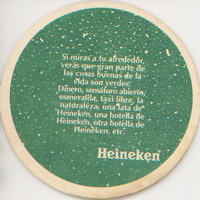 Si miras a tu alrededor,
verás que gran parte de
las cosas buenas de la
vida son verdes:
Dinero, semáforo abierto,
esmeralda, taxi libre, la
naturaleza, una lata de
Heineken, una botella de
Heineken, otra botella de
Heineken, etc.
Heineken